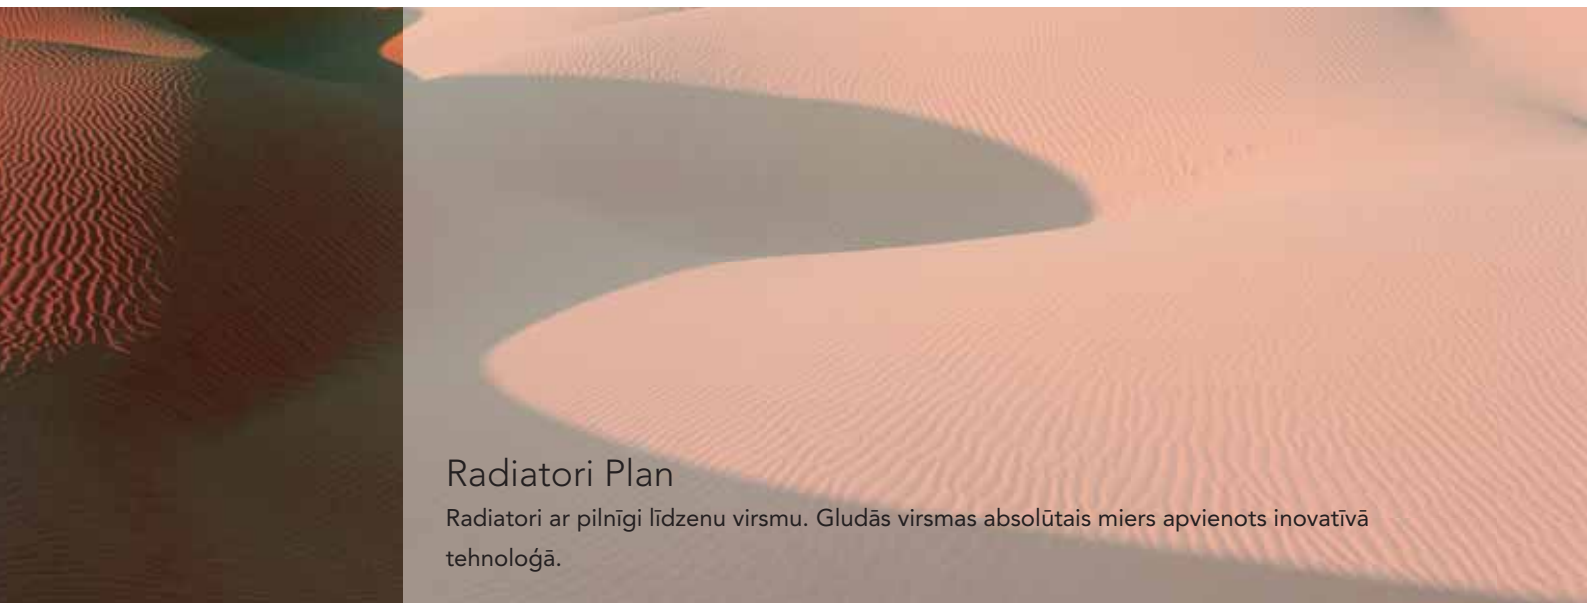 Radiatori Plan
Radiatori ar pilnīgi līdzenu virsmu. Gludās virsmas absolūtais miers apvienots inovatīvā
tehnoloģā.